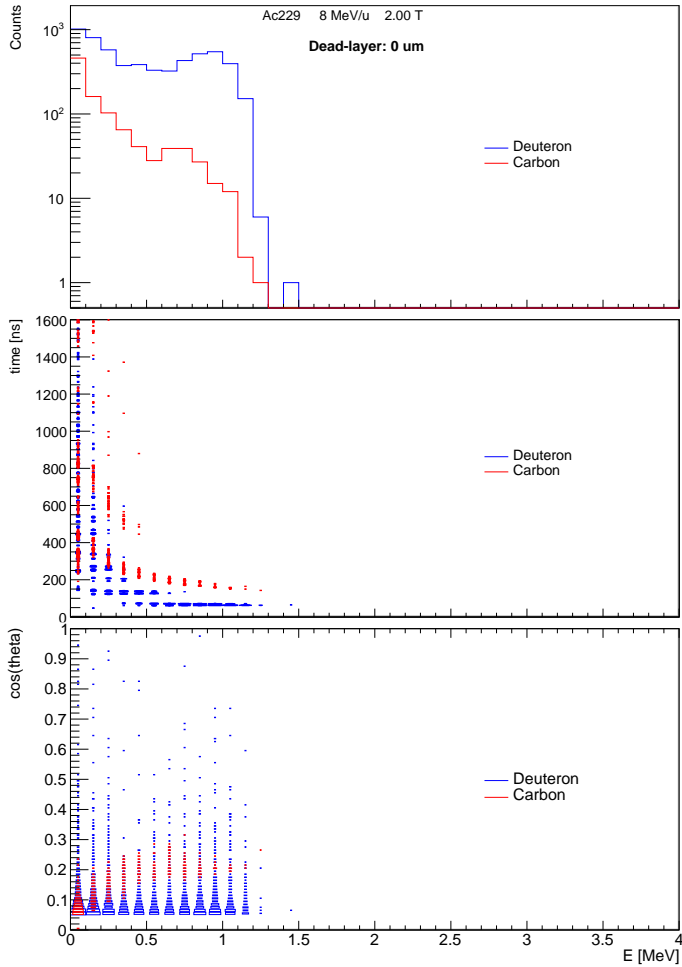 Ac229 8 MeV/u 2.00 T
Dead-layer: 0 um
Counts
10³
10²
10
1
Deuteron
Carbon
time [ns]
1600
1400
1200
1000
800
600
400
200
0
Deuteron
Carbon
cos(theta)
1
0.9
0.8
0.7
0.6
0.5
0.4
0.3
0.2
0.1
0
Deuteron
Carbon
0 0.5 1 1.5 2 2.5 3 3.5 4
E [MeV]